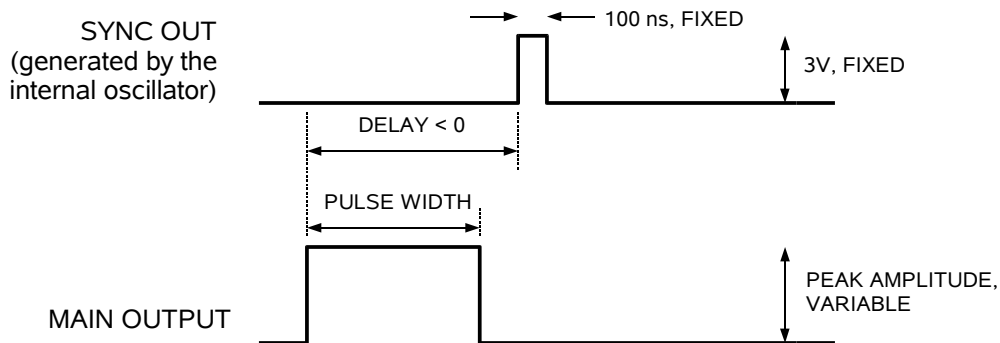 SYNC OUT
(generated by the
internal oscillator)
100 ns, FIXED
3V, FIXED
DELAY < 0
PULSE WIDTH
MAIN OUTPUT
PEAK AMPLITUDE,
VARIABLE